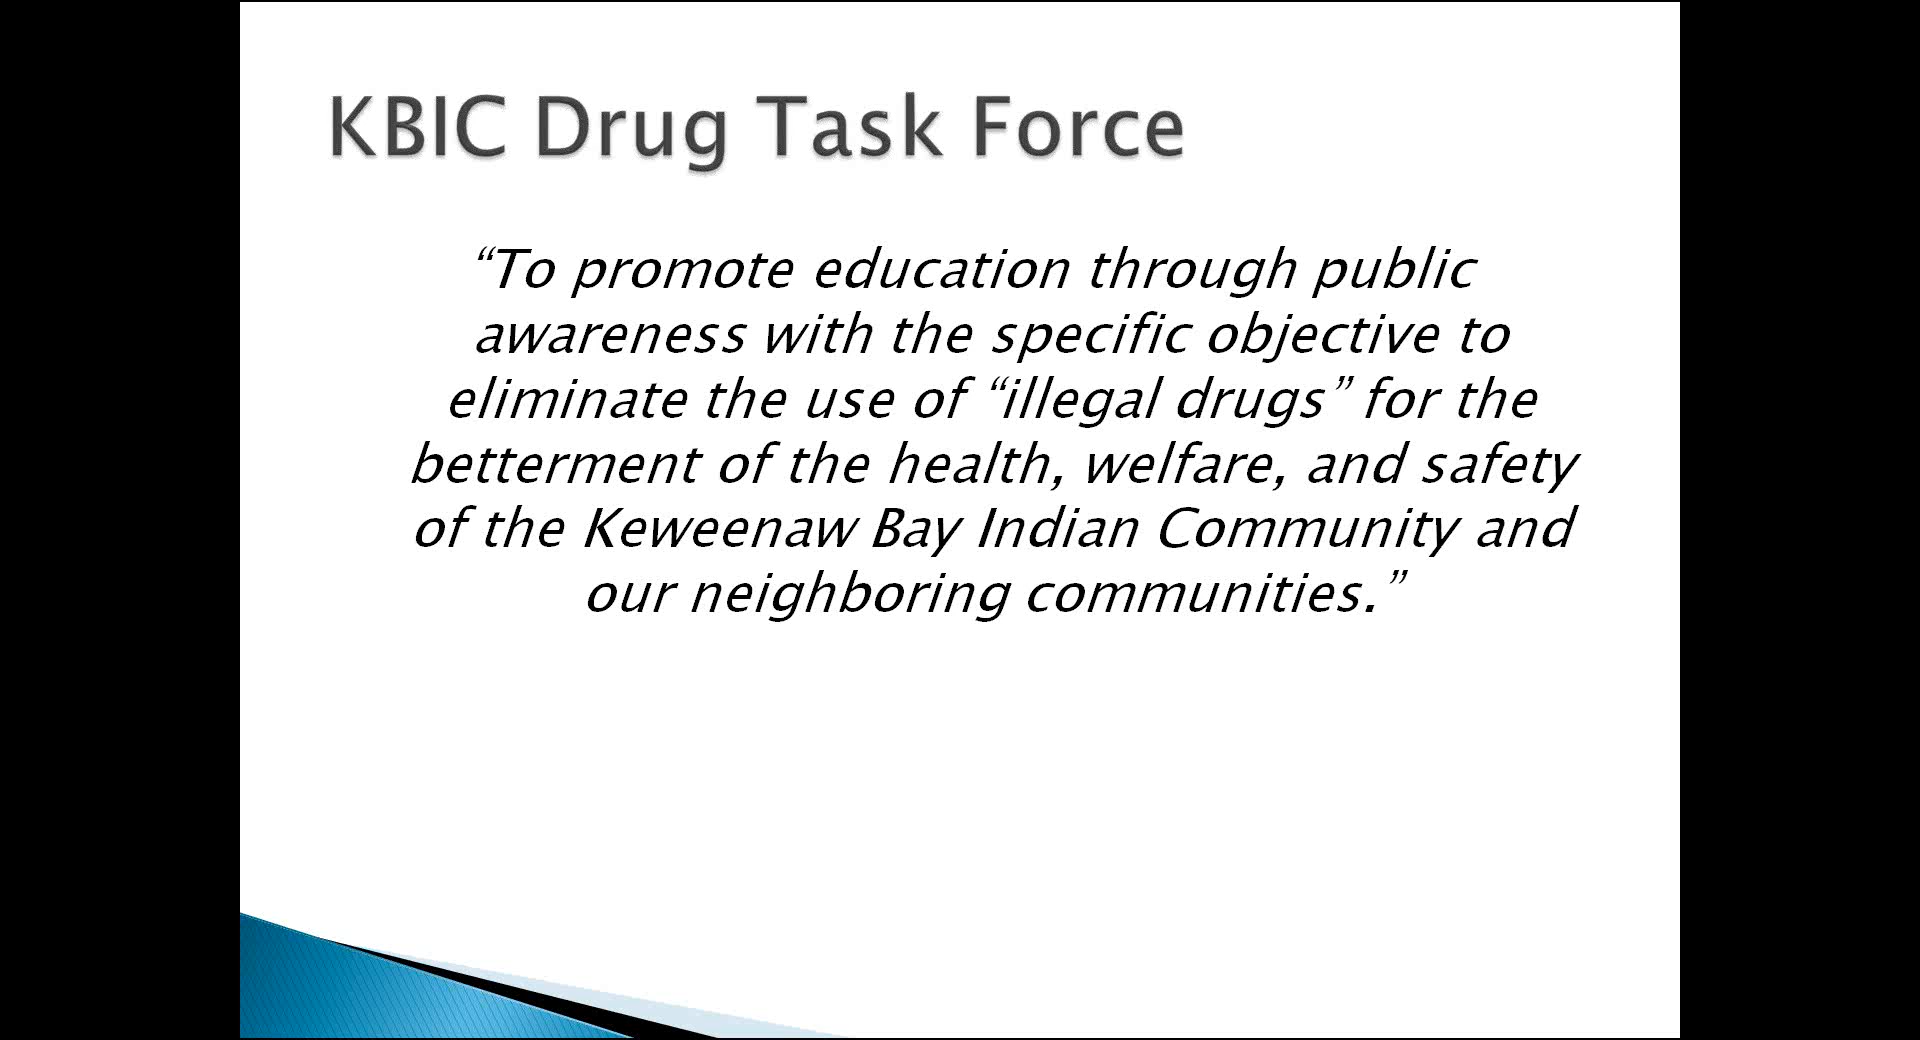 KBIC Drug Task Force
“To promote education through public
awareness with the specific objective to
eliminate the use of “illegal drugs” for the
betterment of the health, welfare, and safety
of the Keweenaw Bay Indian Community and
our neighboring communities.”